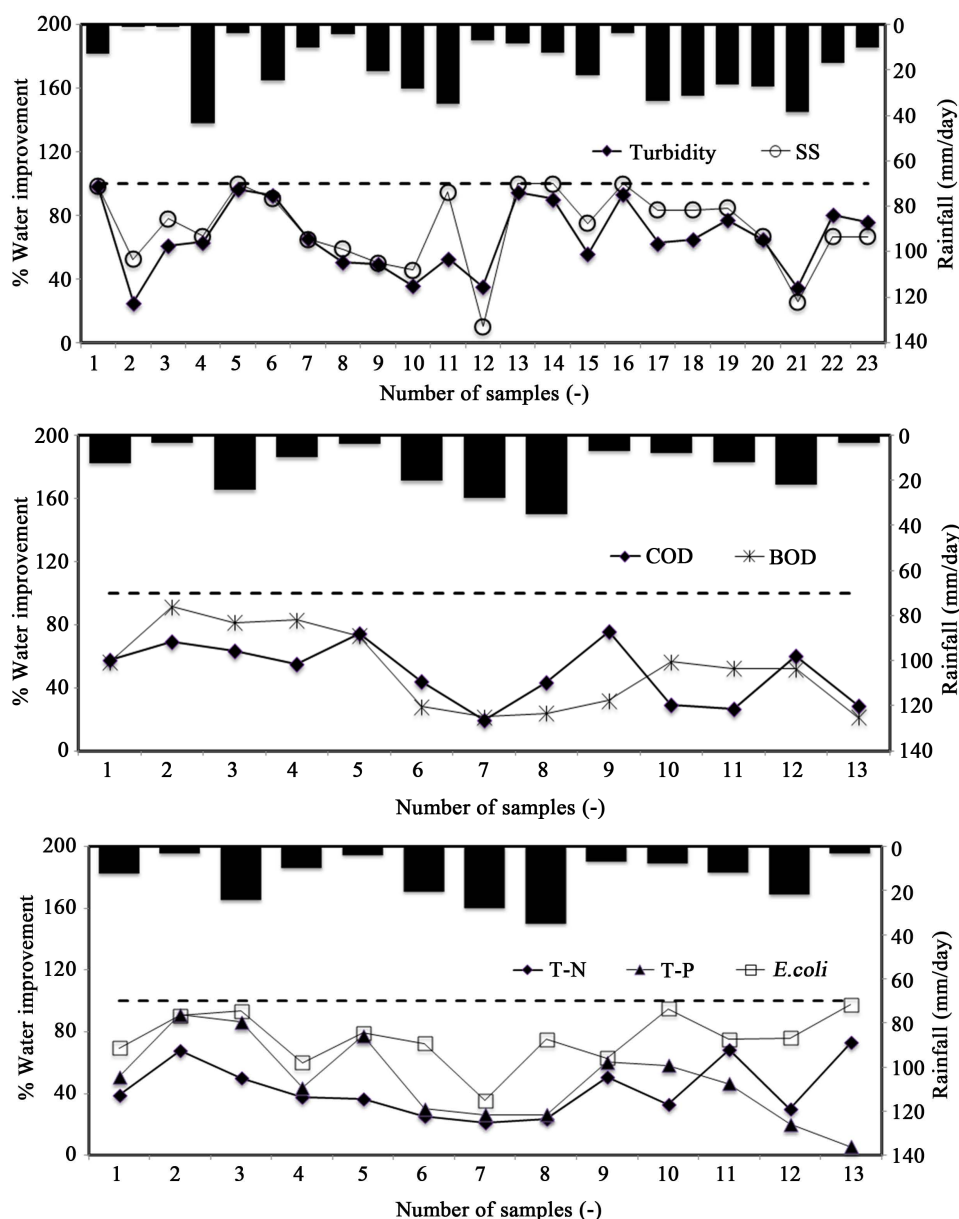 200
160
120
80
40
0
% Water improvement
0
20
40
60
80
100
120
140
Rainfall (mm/day)
Turbidity SS
1 2 3 4 5 6 7 8 9 10 11 12 13 14 15 16 17 18 19 20 21 22 23
Number of samples (-)
200
160
120
80
40
0
% Water improvement
0
20
40
60
80
100
120
140
Rainfall (mm/day)
COD BOD
1 2 3 4 5 6 7 8 9 10 11 12 13
Number of samples (-)
200
160
120
80
40
0
% Water improvement
0
20
40
60
80
100
120
140
Rainfall (mm/day)
T-N T-P E.coli
1 2 3 4 5 6 7 8 9 10 11 12 13
Number of samples (-)